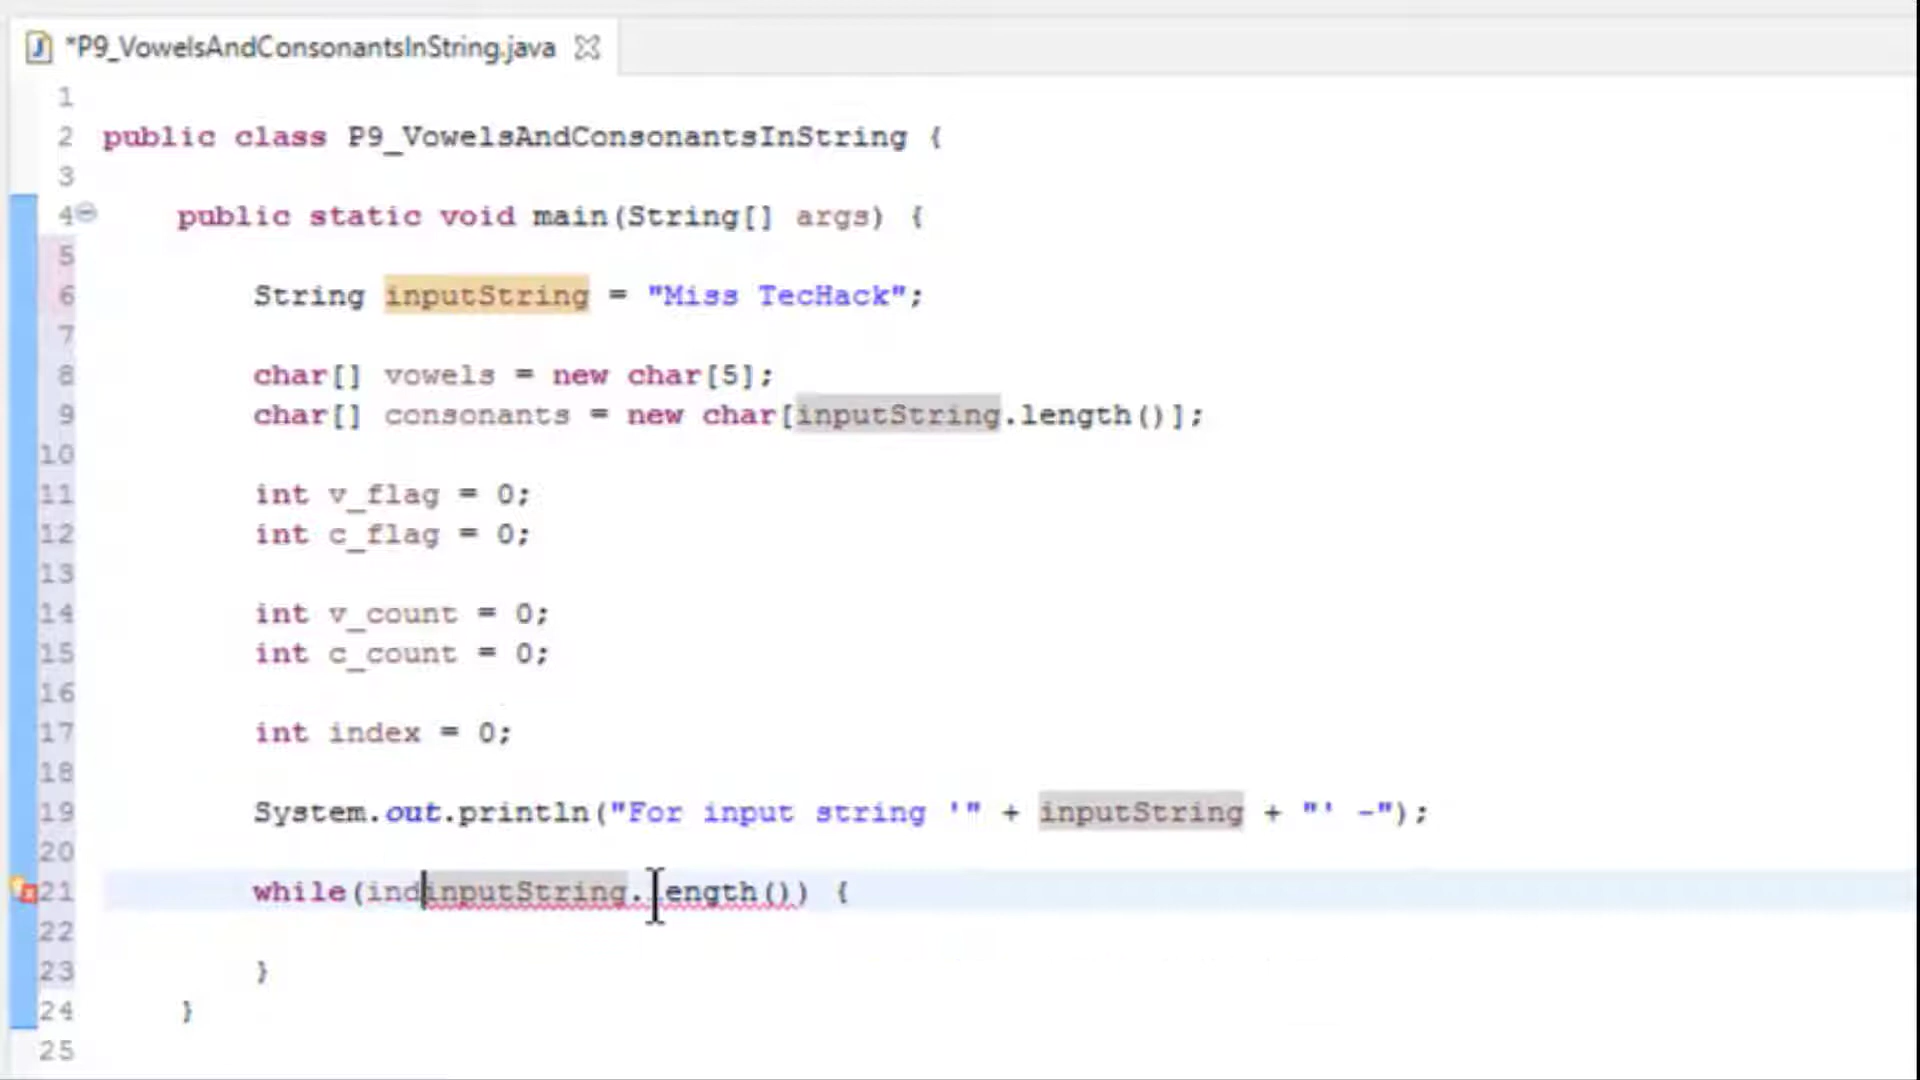 *P9_VowelsAndConsonantsInString.java
1
2 public class P9_VowelsAndConsonantsInString {
3
4 public static void main(String[] args) {
5
6 String inputString = "Miss TecHack";
7
8 char[] vowels = new char[5];
9 char[] consonants = new char[inputString.length()];
10
11 int v_flag = 0;
12 int c_flag = 0;
13
14 int v_count = 0;
15 int c_count = 0;
16
17 int index = 0;
18
19 System.out.println("For input string '" + inputString + "' -");
20
21 while(indinputString.length()) {
22
23 }
24 }
25